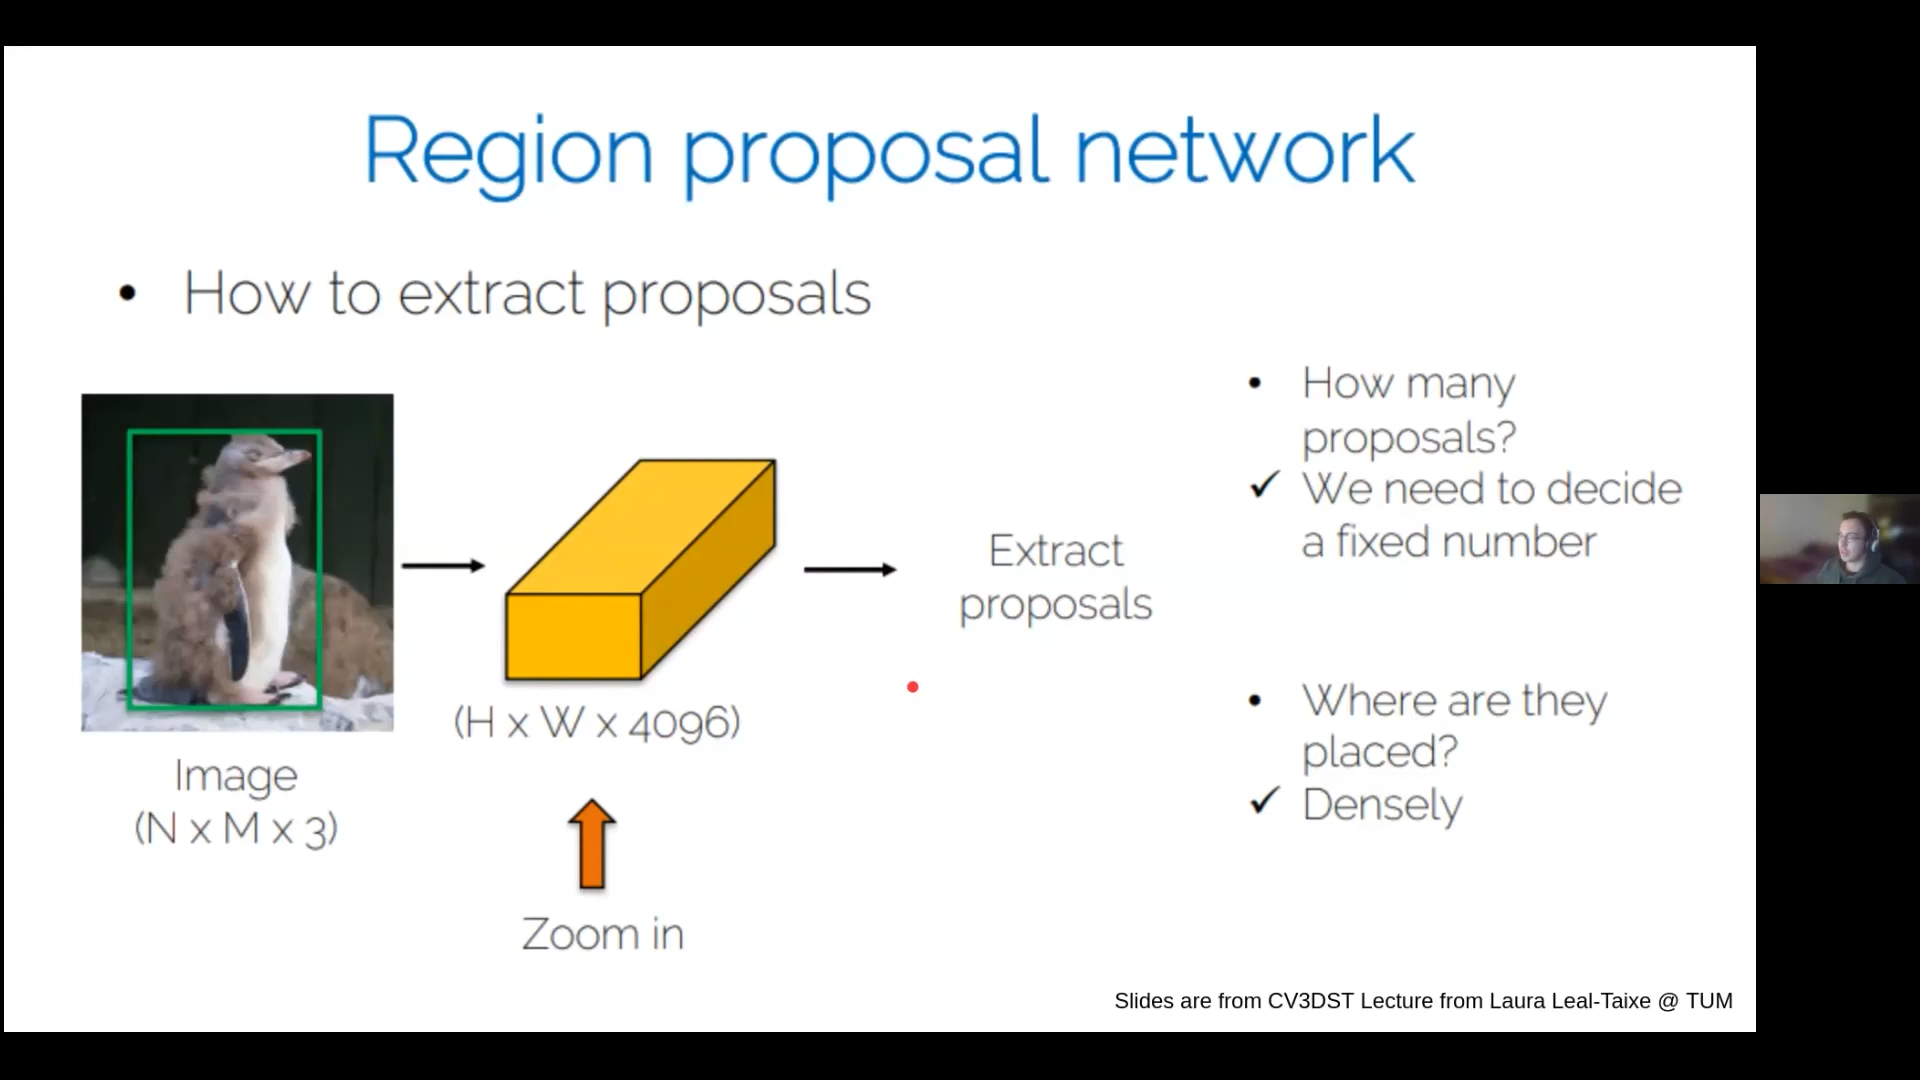 Region proposal network
• How to extract proposals
• How many
proposals?
✓ We need to decide
a fixed number
Extract
proposals
(H x W x 4096)
• Where are they
placed?
✓ Densely
Image
(N x M x 3)
Zoom in
Slides are from CV3DST Lecture from Laura Leal-Taixe @ TUM